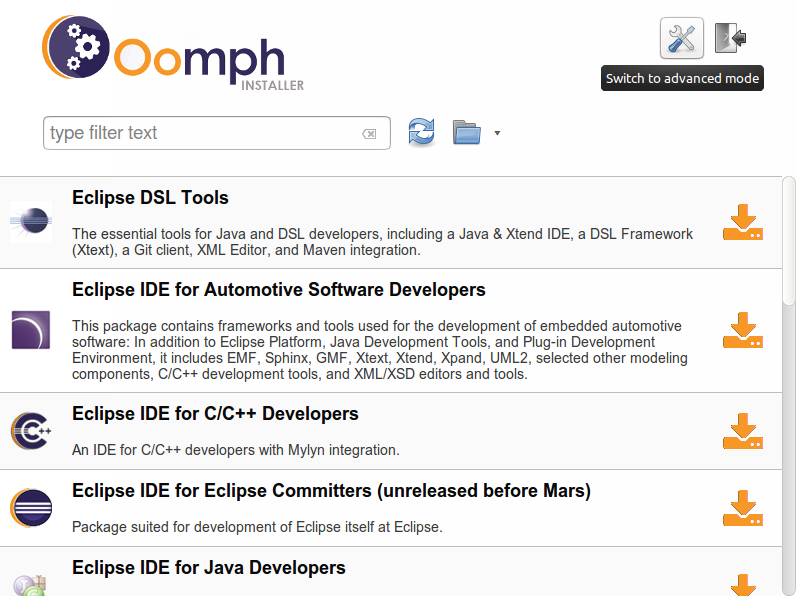 Oomph
INSTALLER
Switch to advanced mode
type filter text
Eclipse DSL Tools
The essential tools for Java and DSL developers, including a Java & Xtend IDE, a DSL Framework
(Xtext), a Git client, XML Editor, and Maven integration.
Eclipse IDE for Automotive Software Developers
This package contains frameworks and tools used for the development of embedded automotive
software: In addition to Eclipse Platform, Java Development Tools, and Plug-in Development
Environment, it includes EMF, Sphinx, GMF, Xtext, Xtend, Xpand, UML2, selected other modeling
components, C/C++ development tools, and XML/XSD editors and tools.
Eclipse IDE for C/C++ Developers
An IDE for C/C++ developers with Mylyn integration.
Eclipse IDE for Eclipse Committers (unreleased before Mars)
Package suited for development of Eclipse itself at Eclipse.
Eclipse IDE for Java Developers